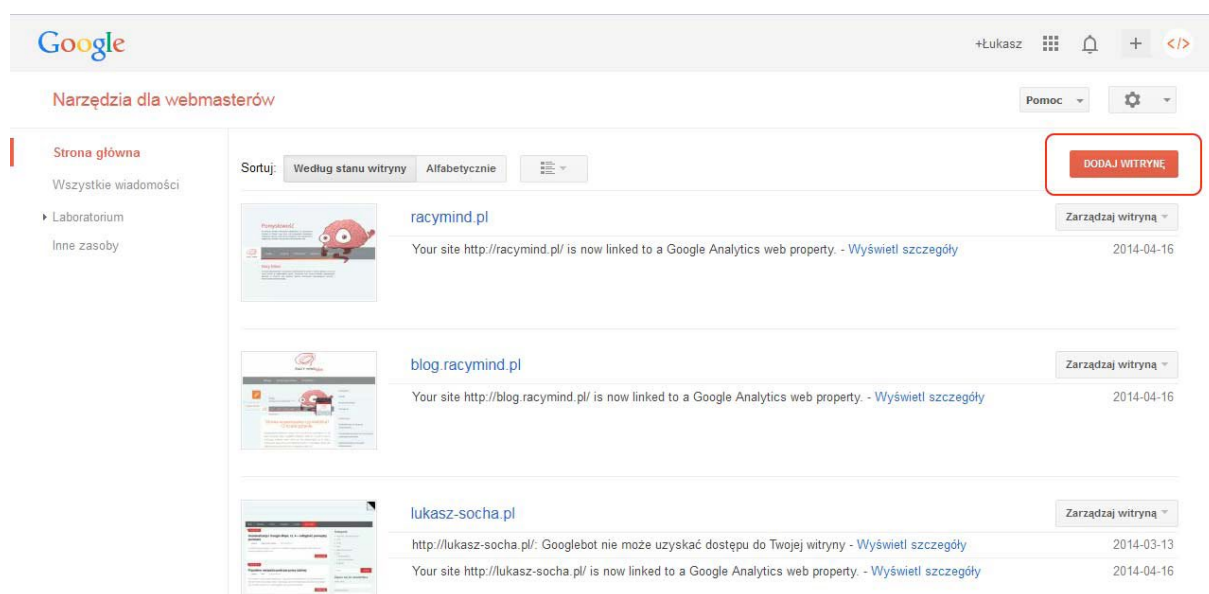 Google
+Łukasz
</>
Narzędzia dla webmasterów
Pomoc
Strona główna
Wszystkie wiadomości
Laboratorium
Inne zasoby
Sortuj: Według stanu witryny Alfabetycznie
DODAJ WITRYNĘ
racymind.pl
Zarządzaj witryną
Your site http://racymind.pl/ is now linked to a Google Analytics web property. - Wyświetl szczegóły 2014-04-16
blog.racymind.pl
Zarządzaj witryną
Your site http://blog.racymind.pl/ is now linked to a Google Analytics web property. - Wyświetl szczegóły 2014-04-16
lukasz-socha.pl
Zarządzaj witryną
http://lukasz-socha.pl/: Googlebot nie może uzyskać dostępu do Twojej witryny - Wyświetl szczegóły 2014-03-13
Your site http://lukasz-socha.pl/ is now linked to a Google Analytics web property. - Wyświetl szczegóły 2014-04-16